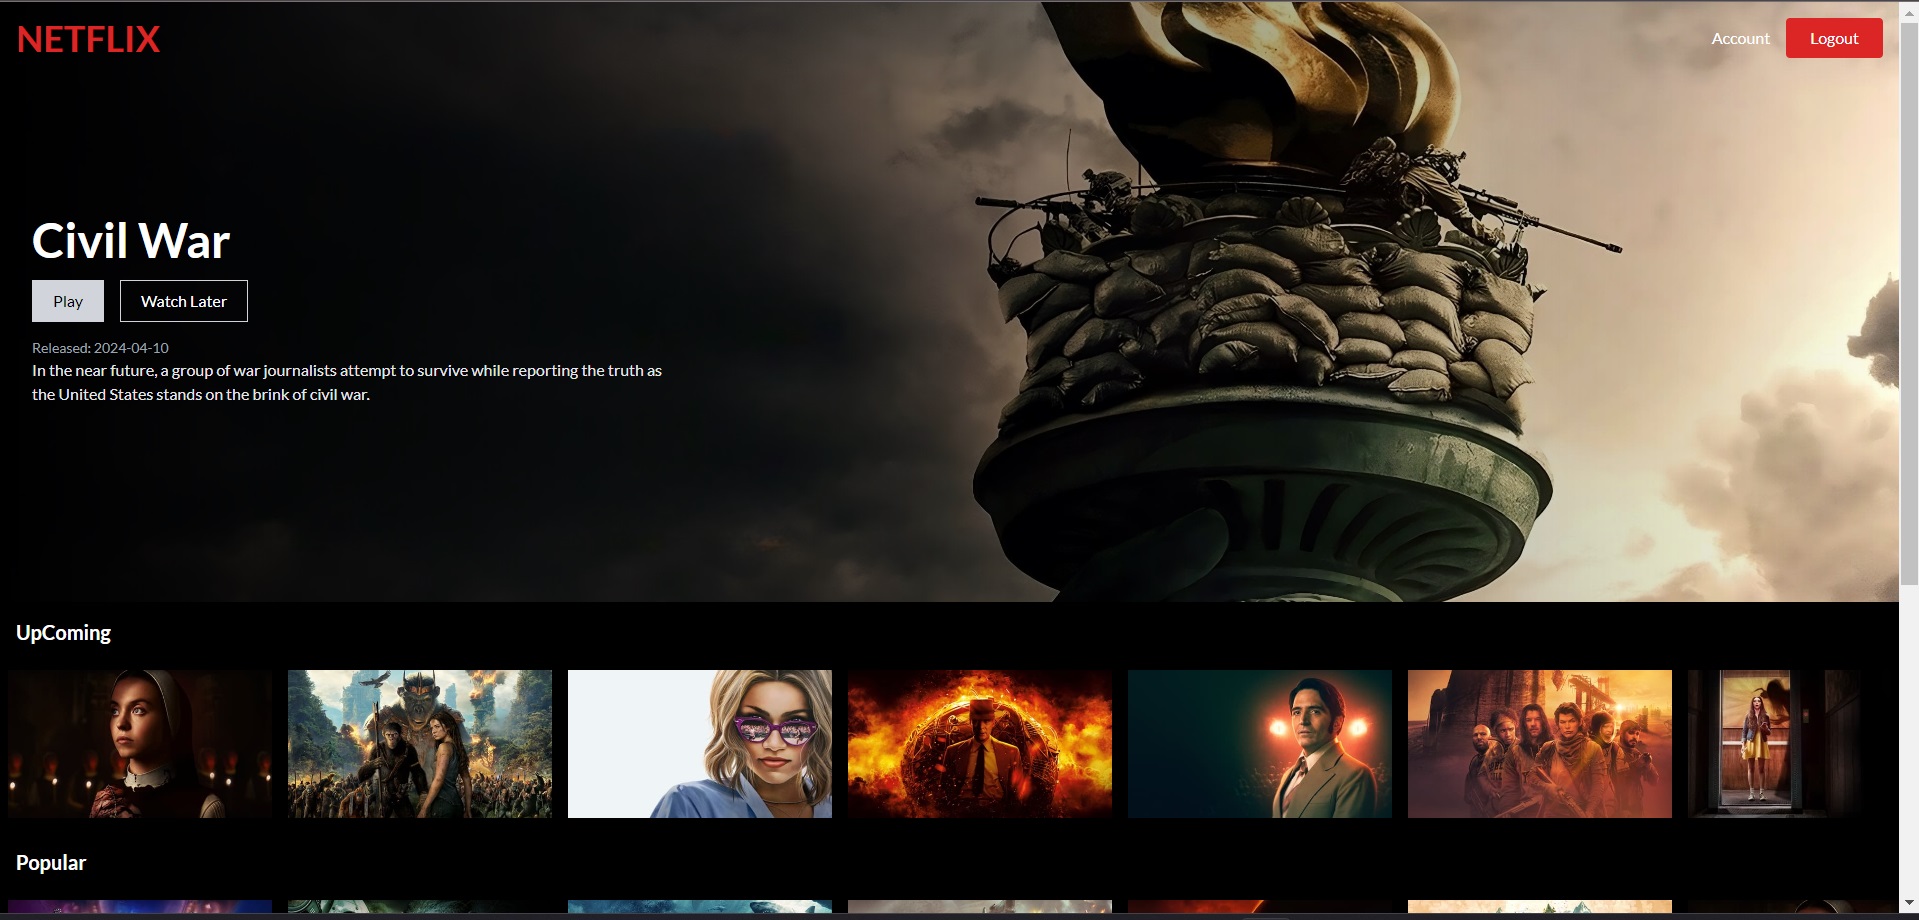 NETFLIX
Account
Logout
Civil War
Play
Watch Later
Released: 2024-04-10
In the near future, a group of war journalists attempt to survive while reporting the truth as
the United States stands on the brink of civil war.
UpComing
Popular